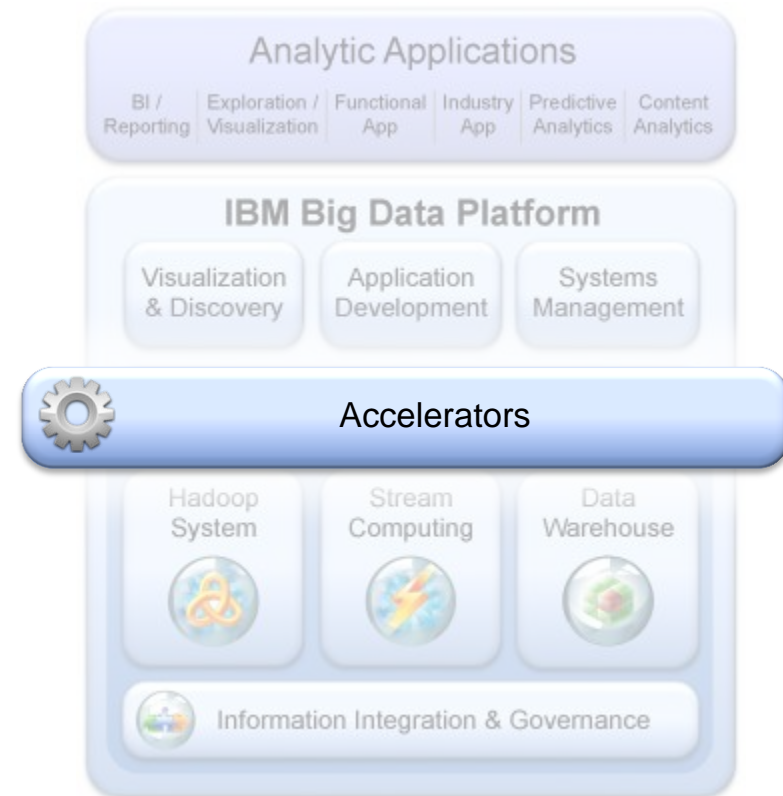 Analytic Applications
BI / Exploration / Functional Industry Predictive Content
Reporting Visualization App App Analytics Analytics
IBM Big Data Platform
Visualization Application Systems
& Discovery Development Management
Accelerators
Hadoop Stream Data
System Computing Warehouse
Information Integration & Governance